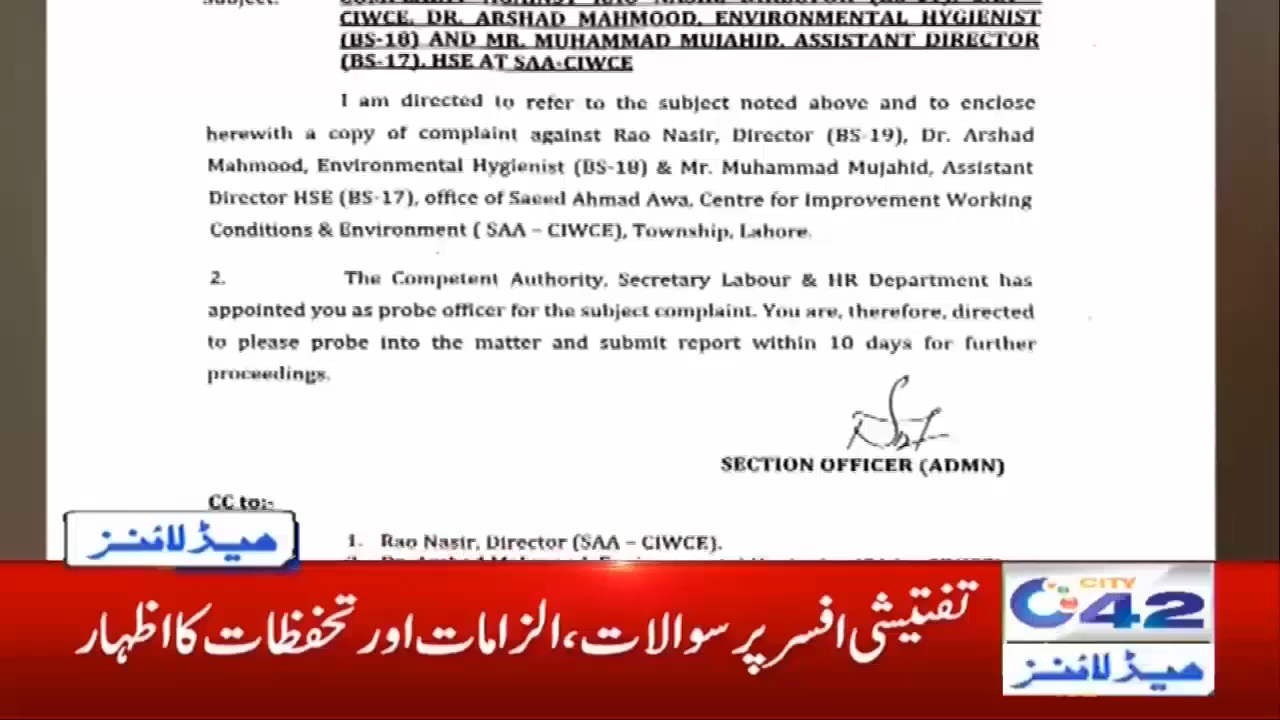 Subject:
COMPLAINT AGAINST RAO NASIR, DIRECTOR
CIWCE, DR. ARSHAD MAHMOOD, ENVIRONMENTAL HYGIENIST
(BS-18) AND MR. MUHAMMAD MUJAHID, ASSISTANT DIRECTOR
(BS-17), HSE AT SAA-CIWCE
I am directed to refer to the subject noted above and to enclose
herewith a copy of complaint against Rao Nasir, Director (BS-19), Dr. Arshad
Mahmood, Environmental Hygienist (BS-18) & Mr. Muhammad Mujahid, Assistant
Director HSE (BS-17), office of Saeed Ahmad Awa, Centre for Improvement Working
Conditions & Environment ( SAA – CIWCE), Township, Lahore.
2. The Competent Authority, Secretary Labour & HR Department has
appointed you as probe officer for the subject complaint. You are, therefore, directed
to please probe into the matter and submit report within 10 days for further
proceedings.
SECTION OFFICER (ADMN)
CC to:-
1. Rao Nasir, Director (SAA – CIWCE).
ہیڈلائنز
تفتیشی افسر پر سوالات، الزامات اور تحفظات کا اظہار
CITY
42
ہیڈلائنز